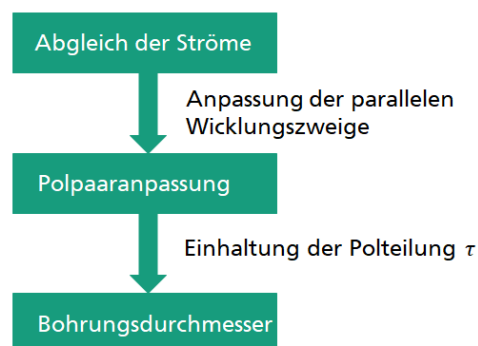 Abgleich der Ströme
Anpassung der parallelen
Wicklungszweige
Polpaaranpassung
Einhaltung der Polteilung τ
Bohrungsdurchmesser